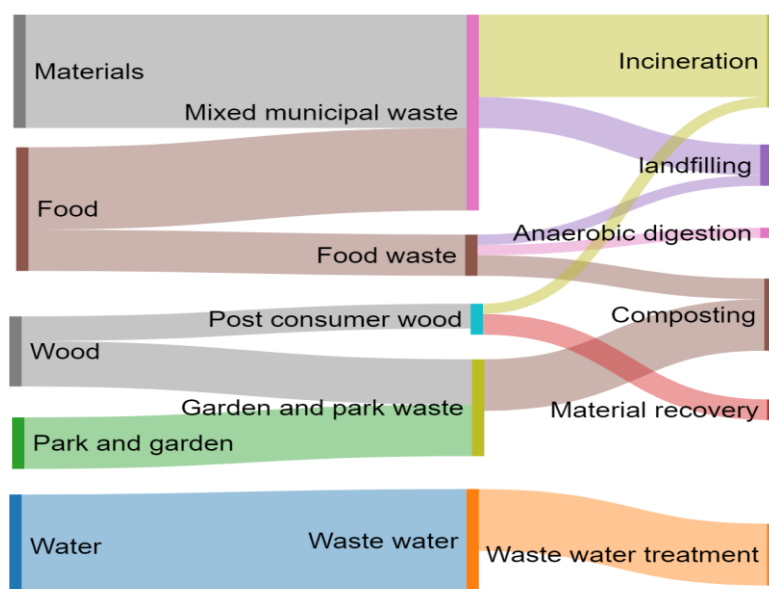 Materials
Food
Wood
Park and garden
Water
Mixed municipal waste
Food waste
Post consumer wood
Garden and park waste
Waste water
Incineration
landfilling
Anaerobic digestion
Composting
Material recovery
Waste water treatment